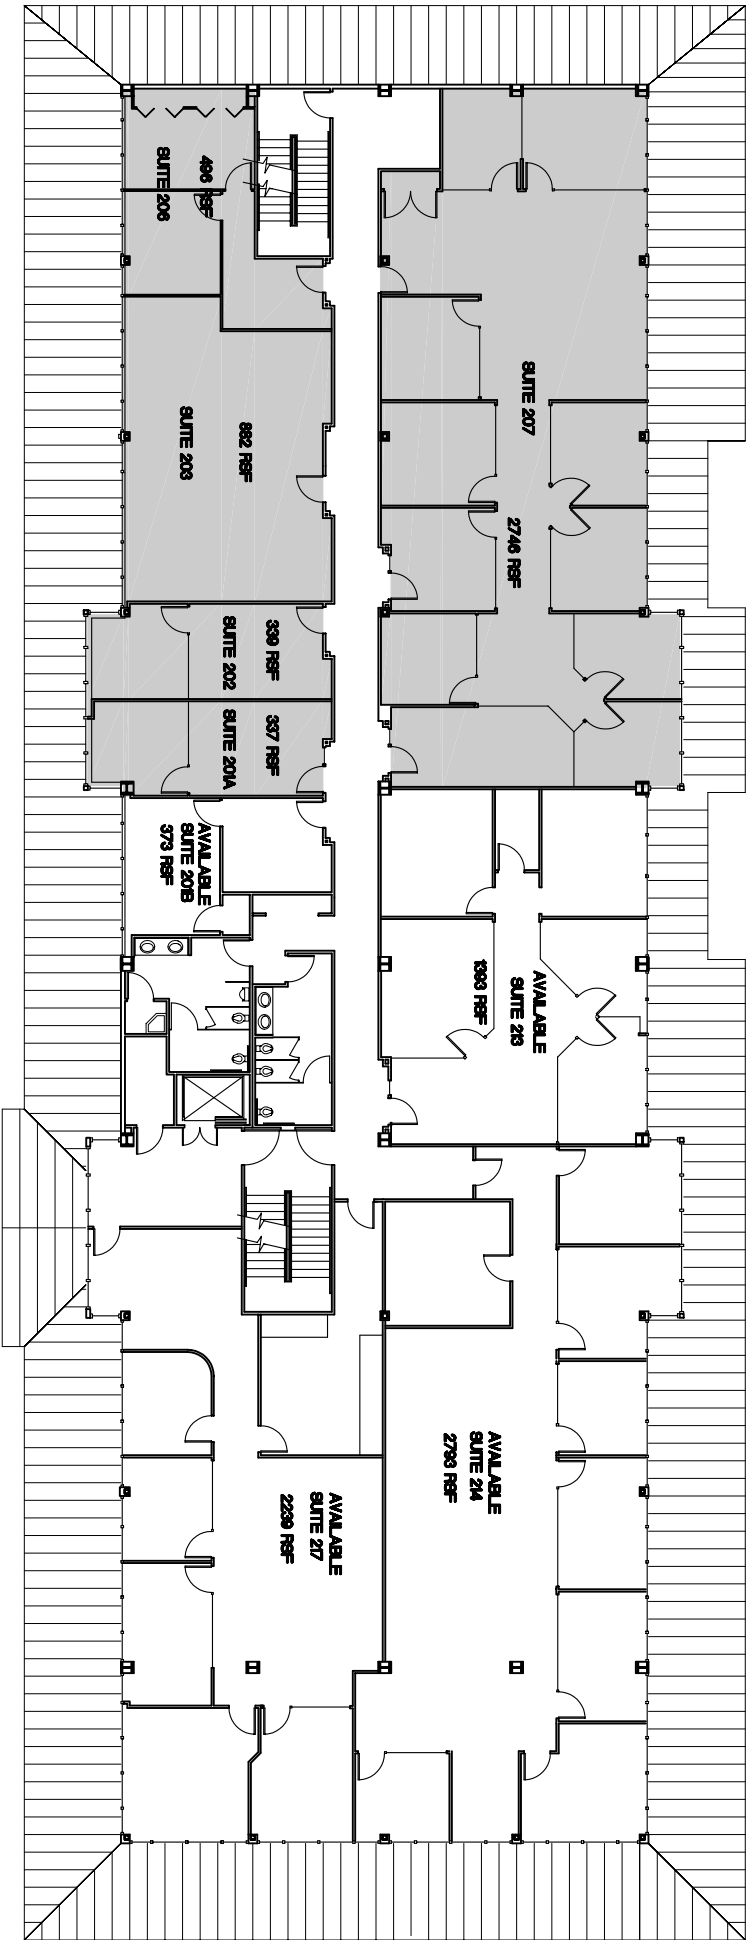 496 RSF
SUITE 206
SUITE 207
2746 RSF
862 RSF
SUITE 203
339 RSF
SUITE 202
337 RSF
SUITE 201A
AVAILABLE
SUITE 201B
373 RSF
AVAILABLE
SUITE 213
1393 RSF
AVAILABLE
SUITE 214
2793 RSF
AVAILABLE
SUITE 217
2239 RSF